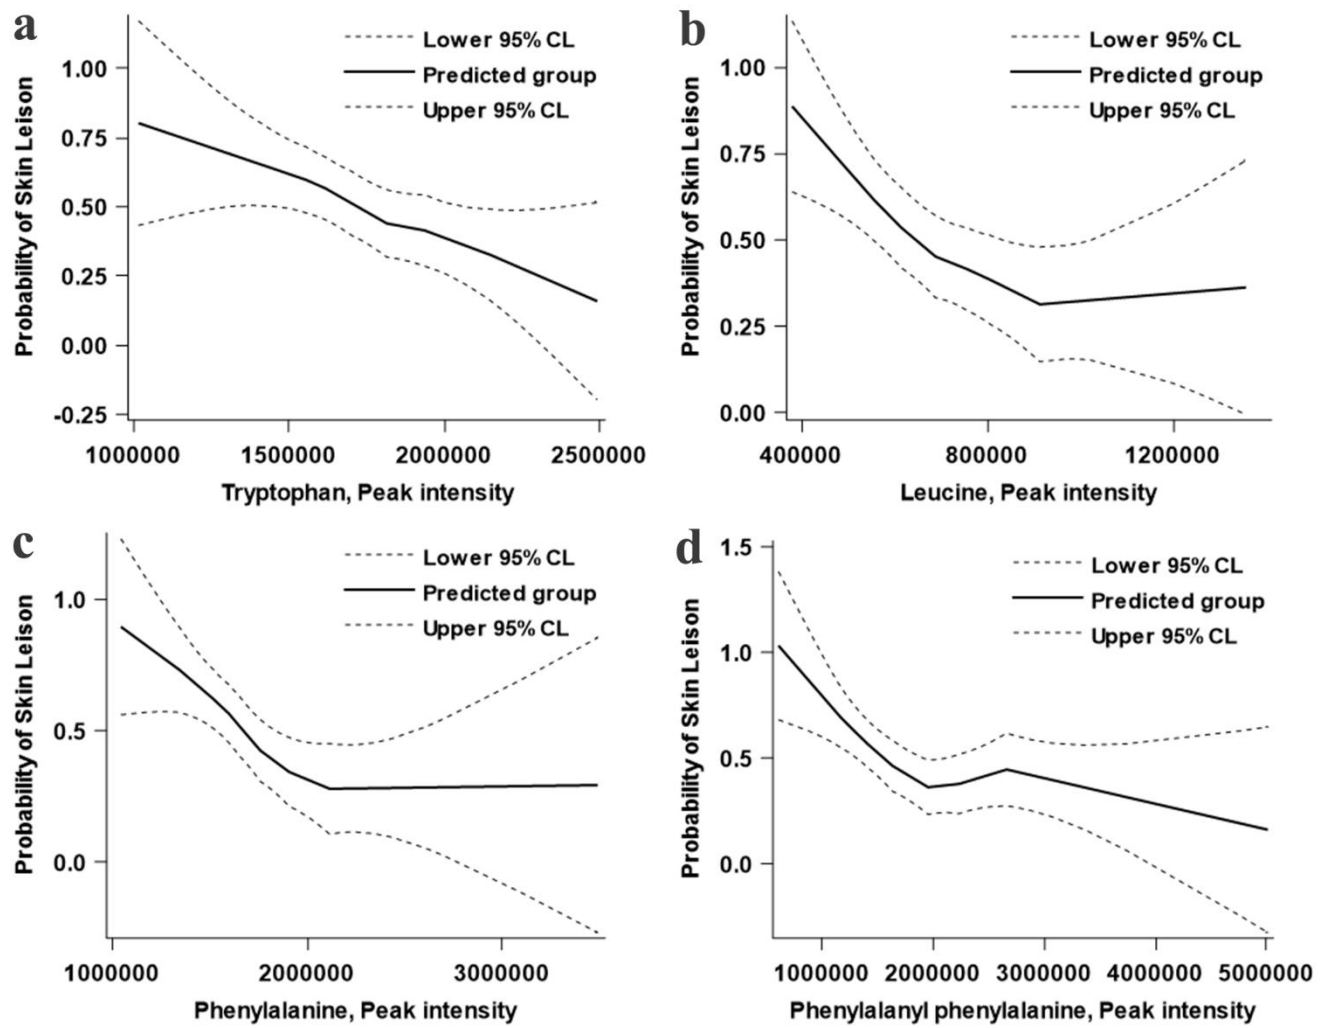 a
Lower 95% CL
Predicted group
Upper 95% CL
1.00
0.75
0.50
0.25
0.00
-0.25
Probability of Skin Leison
1000000 1500000 2000000 2500000
Tryptophan, Peak intensity
b
Lower 95% CL
Predicted group
Upper 95% CL
1.00
0.75
0.50
0.25
0.00
Probability of Skin Leison
400000 800000 1200000
Leucine, Peak intensity
c
Lower 95% CL
Predicted group
Upper 95% CL
1.0
0.5
0.0
Probability of Skin Leison
1000000 2000000 3000000
Phenylalanine, Peak intensity
d
Lower 95% CL
Predicted group
Upper 95% CL
1.5
1.0
0.5
0.0
Probability of Skin Leison
1000000 2000000 3000000 4000000 5000000
Phenylalanyl phenylalanine, Peak intensity